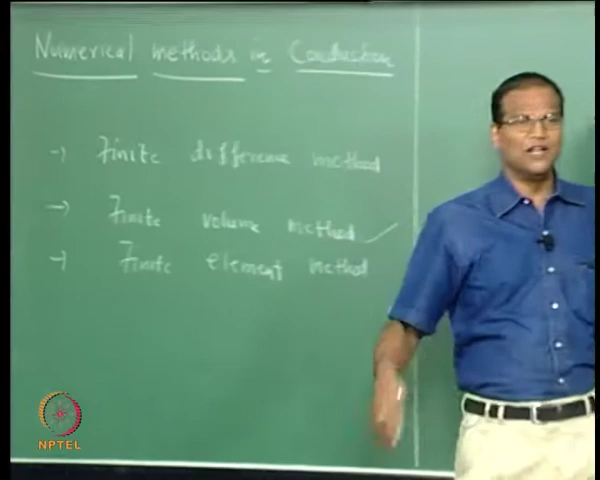 Numerical methods in Conduction
→ Finite difference method
→ Finite volume method ✓
→ Finite element method
NPTEL